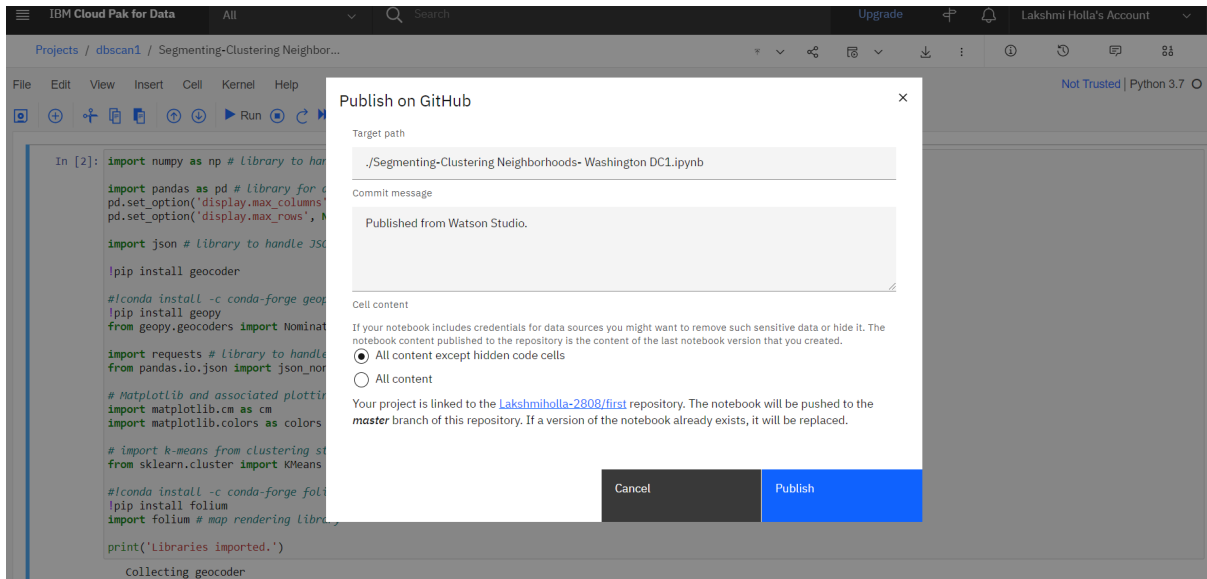 IBM Cloud Pak for Data
All
Search
Upgrade
Lakshmi Holla's Account
Projects / dbscan1 / Segmenting-Clustering Neighbor...
File Edit View Insert Cell Kernel Help
Not Trusted | Python 3.7
Run
Publish on GitHub
Target path
./Segmenting-Clustering Neighborhoods- Washington DC1.ipynb
Commit message
Published from Watson Studio.
Cell content
If your notebook includes credentials for data sources you might want to remove such sensitive data or hide it. The
notebook content published to the repository is the content of the last notebook version that you created.
All content except hidden code cells
All content
Your project is linked to the Lakshmiholla-2808/first repository. The notebook will be pushed to the
master branch of this repository. If a version of the notebook already exists, it will be replaced.
Cancel
Publish
In [2]: import numpy as np # library to
import pandas as pd # library for
pd.set_option('display.max_columns'
pd.set_option('display.max_rows',
import json # library to handle
!pip install geocoder
#!conda install -c conda-forge
!pip install geopy
from geopy.geocoders import
import requests # library to
from pandas.io.json import
# Matplotlib and associated
import matplotlib.cm as cm
import matplotlib.colors as colors
# import k-means from clustering
from sklearn.cluster import KMeans
#!conda install -c conda-forge
!pip install folium
import folium # map rendering
print('Libraries imported.')
Collecting geocoder